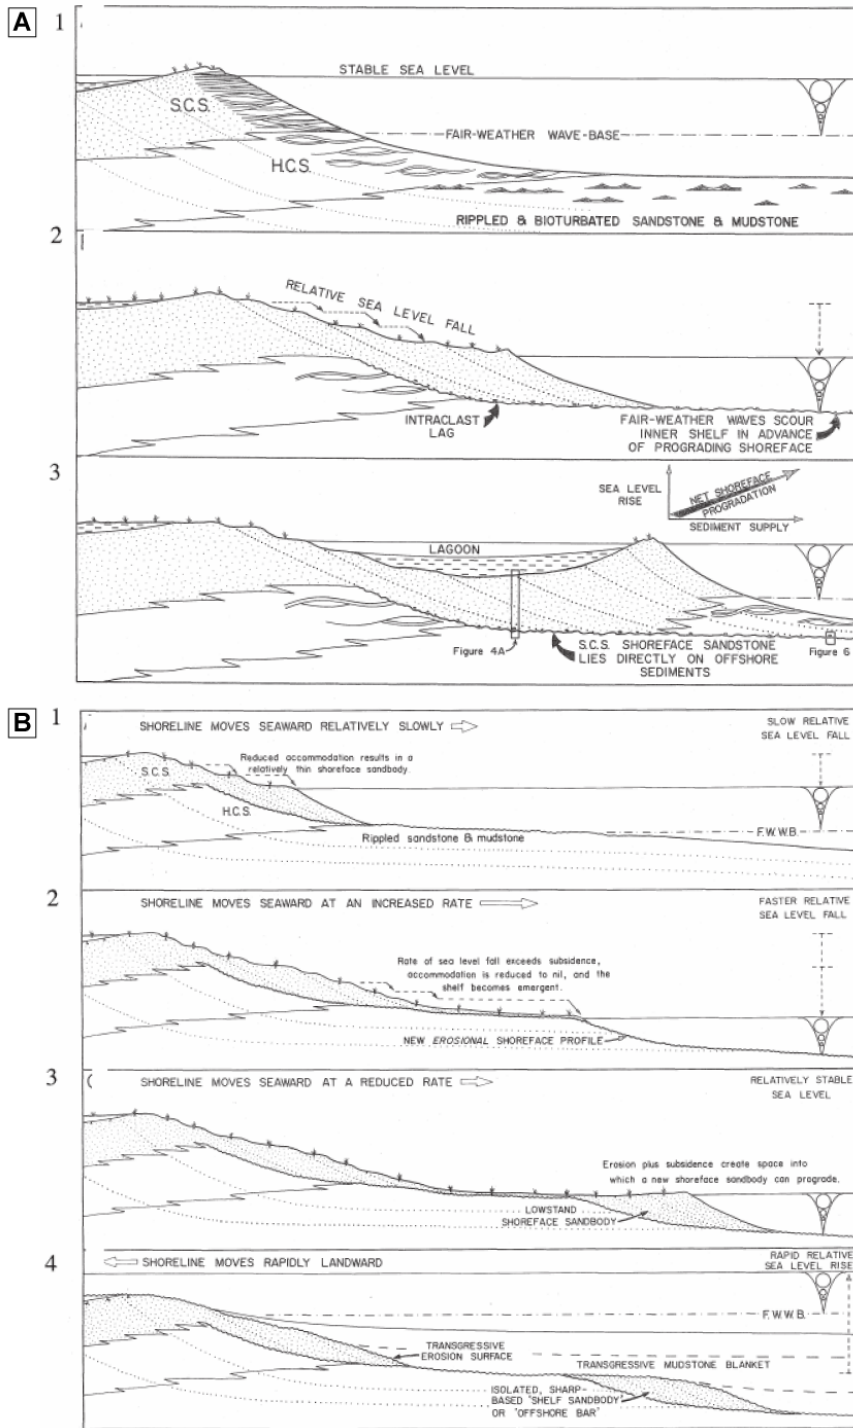 A
1
STABLE SEA LEVEL
S.C.S.
FAIR-WEATHER WAVE-BASE
H.C.S.
RIPPLED & BIOTURBATED SANDSTONE & MUDSTONE
2
RELATIVE SEA LEVEL FALL
INTRACLAST
LAG
FAIR-WEATHER WAVES SCOUR
INNER SHELF IN ADVANCE
OF PROGRADING SHOREFACE
3
SEA LEVEL
RISE
NET SHOREFACE
PROGRADATION
SEDIMENT SUPPLY
LAGOON
Figure 4A
S.C.S. SHOREFACE SANDSTONE
LIES DIRECTLY ON OFFSHORE
SEDIMENTS
Figure 6
B
1
SHORELINE MOVES SEAWARD RELATIVELY SLOWLY
SLOW RELATIVE
SEA LEVEL FALL
Reduced accommodation results in a
relatively thin shoreface sandbody.
S.C.S.
H.C.S.
F.W.W.B.
Rippled sandstone & mudstone
2
SHORELINE MOVES SEAWARD AT AN INCREASED RATE
FASTER RELATIVE
SEA LEVEL FALL
Rate of sea level fall exceeds subsidence,
accommodation is reduced to nil, and the
shelf becomes emergent.
NEW EROSIONAL SHOREFACE PROFILE
3
SHORELINE MOVES SEAWARD AT A REDUCED RATE
RELATIVELY STABLE
SEA LEVEL
Erosion plus subsidence create space into
which a new shoreface sandbody can prograde.
LOWSTAND
SHOREFACE SANDBODY
4
SHORELINE MOVES RAPIDLY LANDWARD
RAPID RELATIVE
SEA LEVEL RISE
F.W.W.B.
TRANSGRESSIVE
EROSION SURFACE
TRANSGRESSIVE MUDSTONE BLANKET
ISOLATED, SHARP-
BASED 'SHELF SANDBODY'
OR 'OFFSHORE BAR'